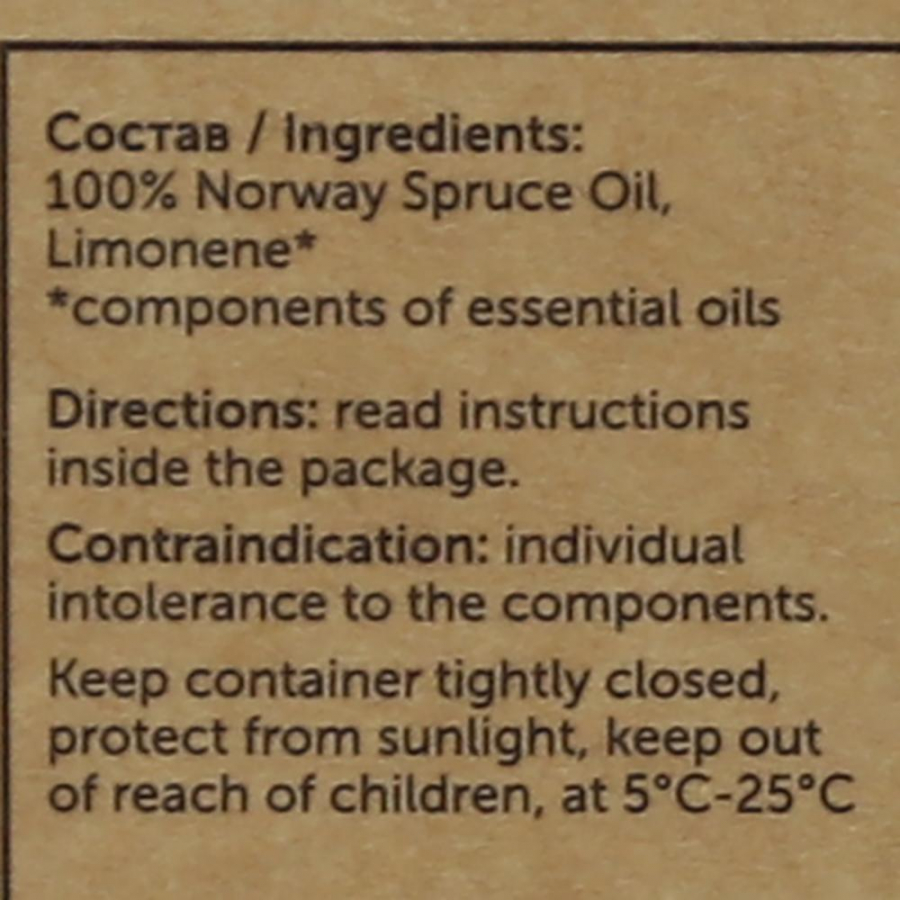 Состав / Ingredients:
100% Norway Spruce Oil,
Limonene*
*components of essential oils
Directions: read instructions
inside the package.
Contraindication: individual
intolerance to the components.
Keep container tightly closed,
protect from sunlight, keep out
of reach of children, at 5°C-25°C